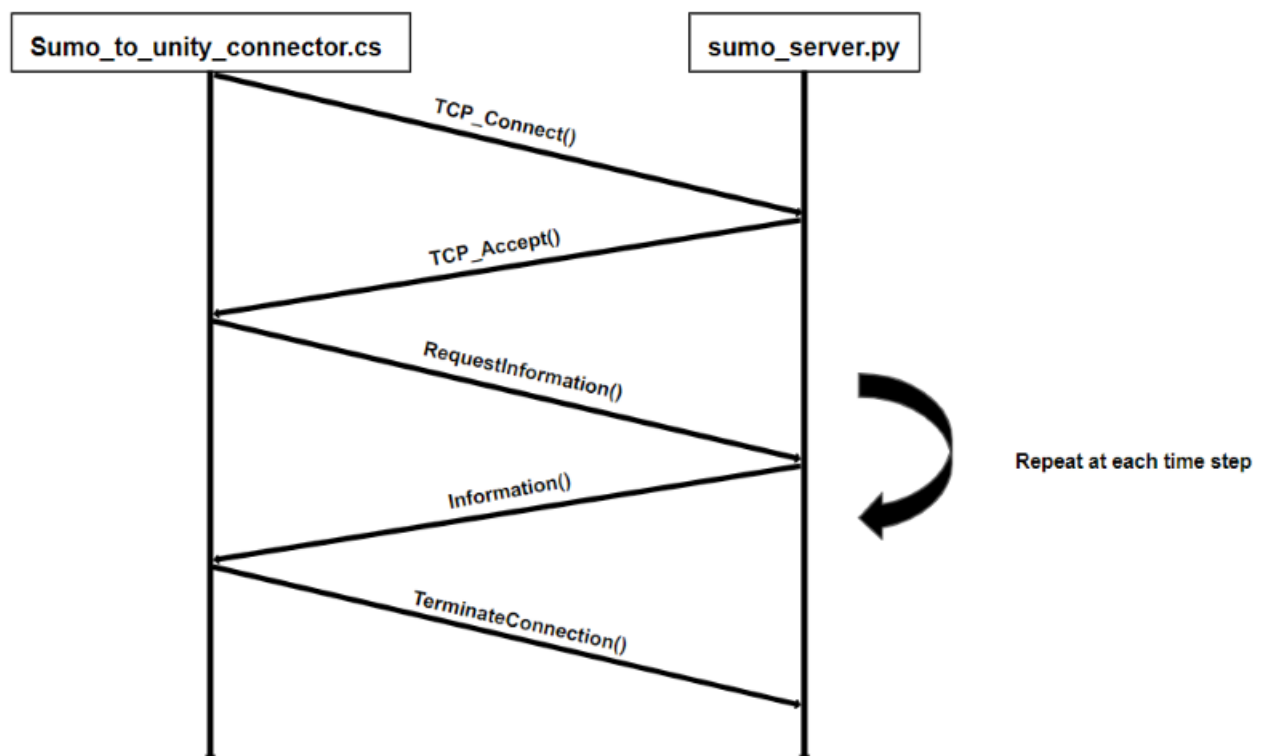 Sumo_to_unity_connector.cs
sumo_server.py
TCP_Connect()
TCP_Accept()
RequestInformation()
Repeat at each time step
Information()
TerminateConnection()